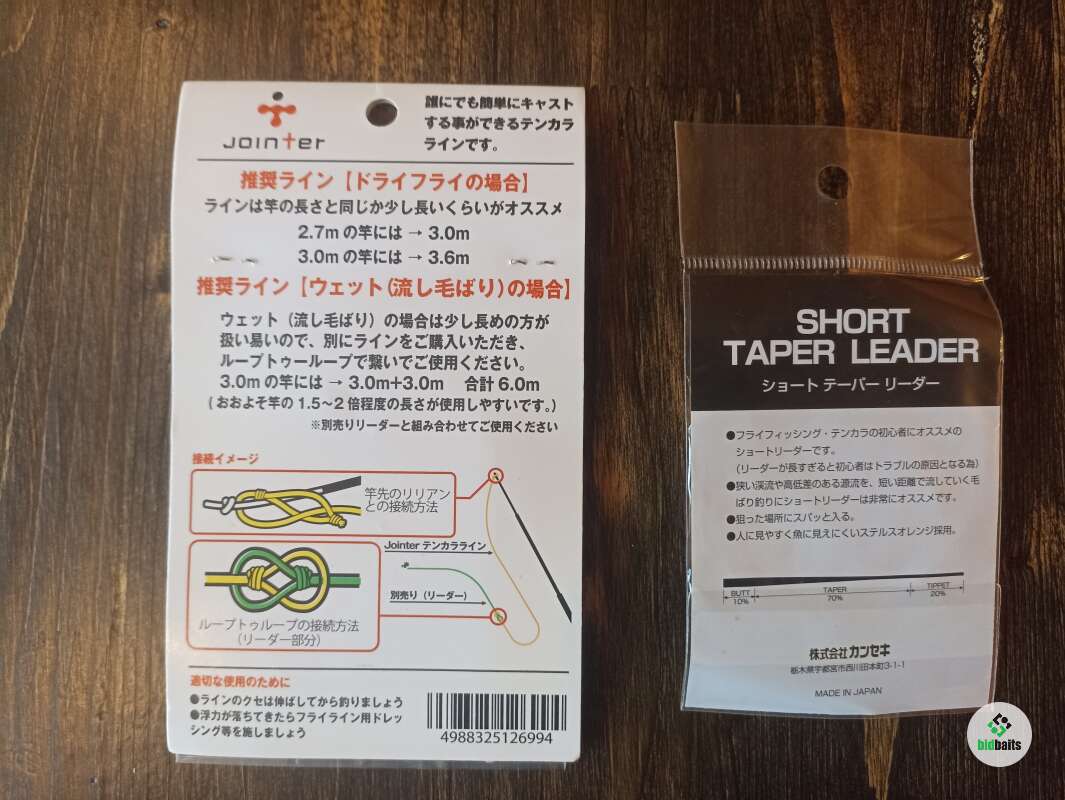 Jointer
誰にでも簡単にキャスト
する事ができるテンカラ
ラインです。
推奨ライン【ドライフライの場合】
ラインは竿の長さと同じか少し長いくらいがオススメ
2.7mの竿には → 3.0m
3.0mの竿には → 3.6m
推奨ライン【ウェット(流し毛ばり)の場合】
ウェット（流し毛ばり）の場合は少し長めの方が
扱い易いので、別にラインをご購入いただき、
ループトゥーループで繋いでご使用ください。
3.0mの竿には → 3.0m+3.0m 合計6.0m
(おおよそ竿の1.5～2倍程度の長さが使用しやすいです。)
※別売りリーダーと組み合わせてご使用ください
接続イメージ
竿先のリリアン
との接続方法
Jointer テンカラライン
別売り（リーダー）
ループトゥループの接続方法
（リーダー部分）
適切な使用のために
●ラインのクセは伸ばしてから釣りましょう
●浮力が落ちてきたらフライライン用ドレッ
シング等を施しましょう
4988325126994
SHORT
TAPER LEADER
ショート テーパー リーダー
●フライフィッシング・テンカラの初心者にオススメの
ショートリーダーです。
（リーダーが長すぎると初心者はトラブルの原因となる為）
●狭い渓流や高低差のある源流を、短い距離で流していく毛
ばり釣りにショートリーダーは非常にオススメです。
●狙った場所にスパッと入る。
●人に見やすく魚に見えにくいステルスオレンジ採用。
BUTT
10%
TAPER
70%
TIPPET
20%
株式会社カンセキ
栃木県宇都宮市西川田本町3-1-1
MADE IN JAPAN
bidbaits